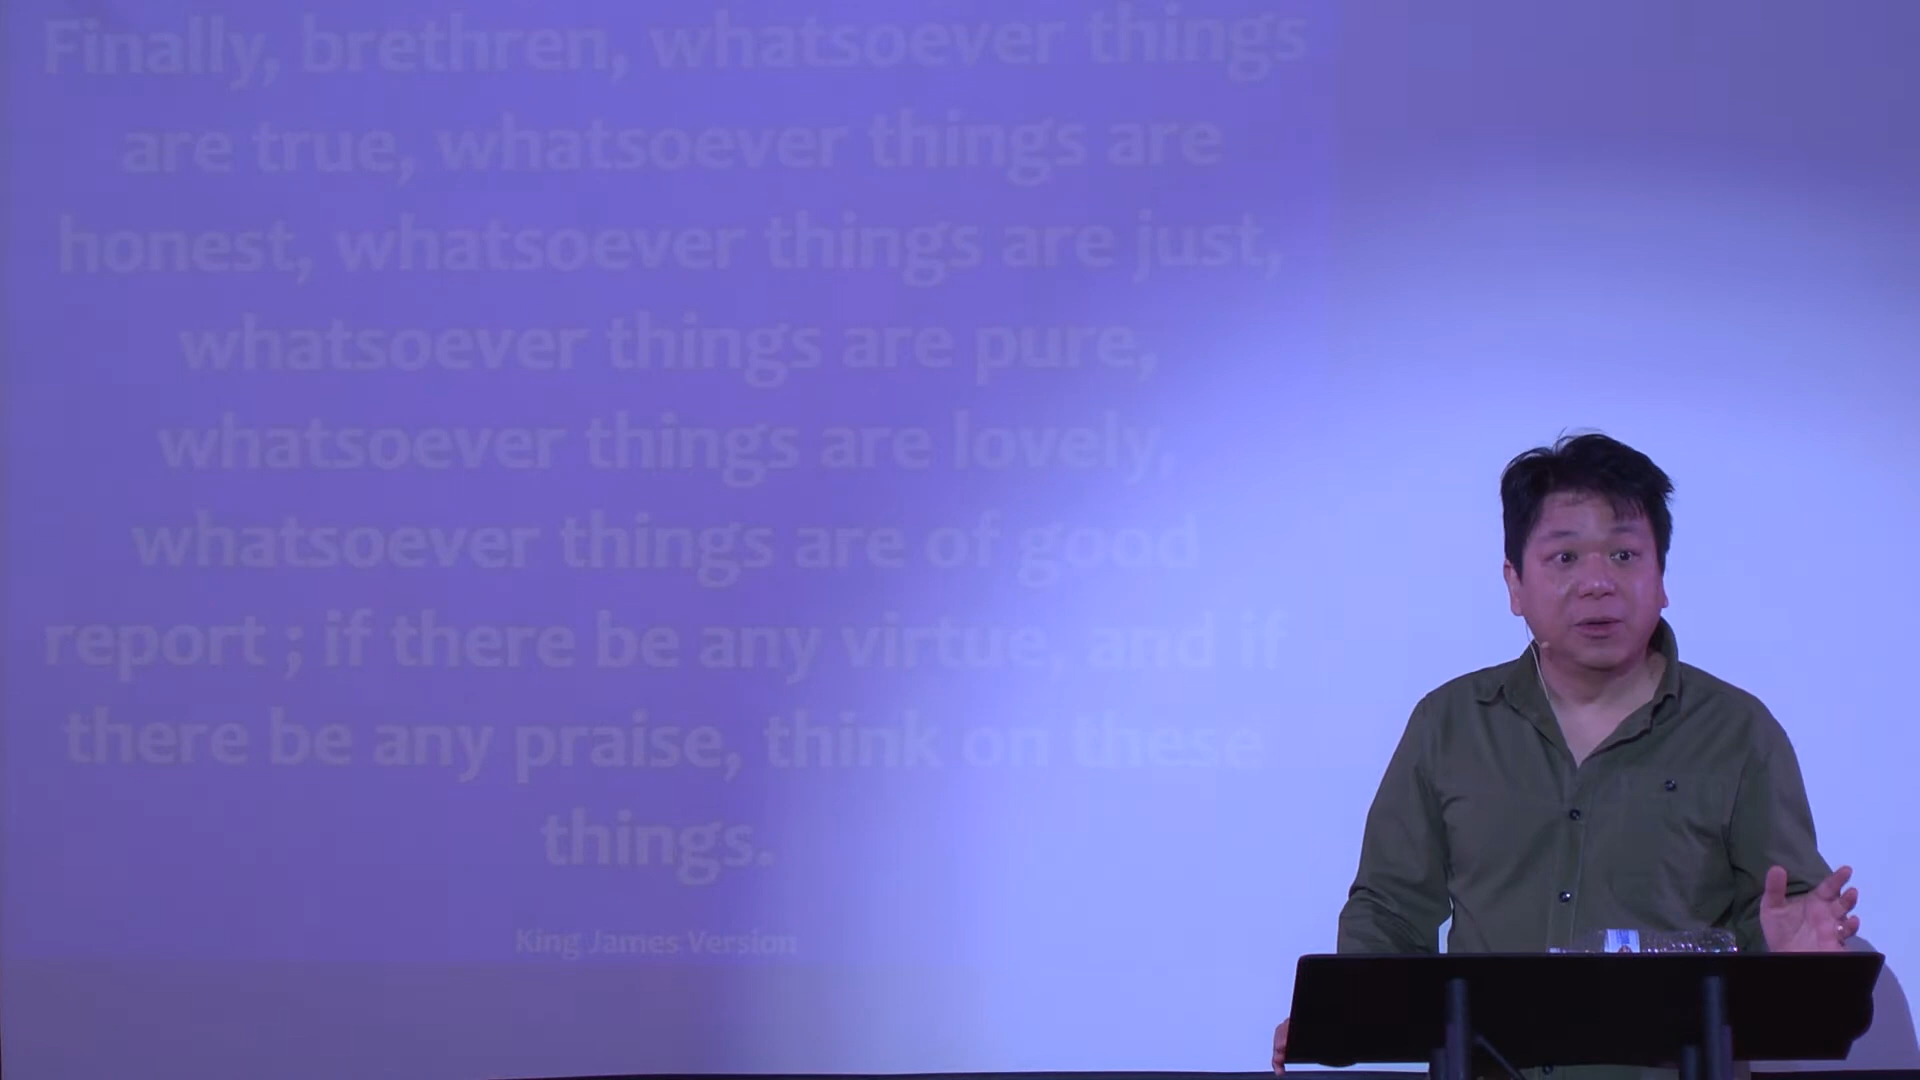 Finally, brethren, whatsoever things
are true, whatsoever things are
honest, whatsoever things are just,
whatsoever things are pure,
whatsoever things are lovely,
whatsoever things are of good
report ; if there be any virtue, and if
there be any praise, think on these
things.
King James Version